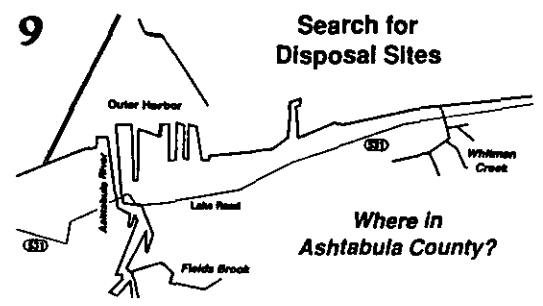 9
Search for
Disposal Sites
Outer Harbor
Ashtabula River
531
Whitman
Creek
Lake Road
531
Fields Brook
Where in
Ashtabula County?